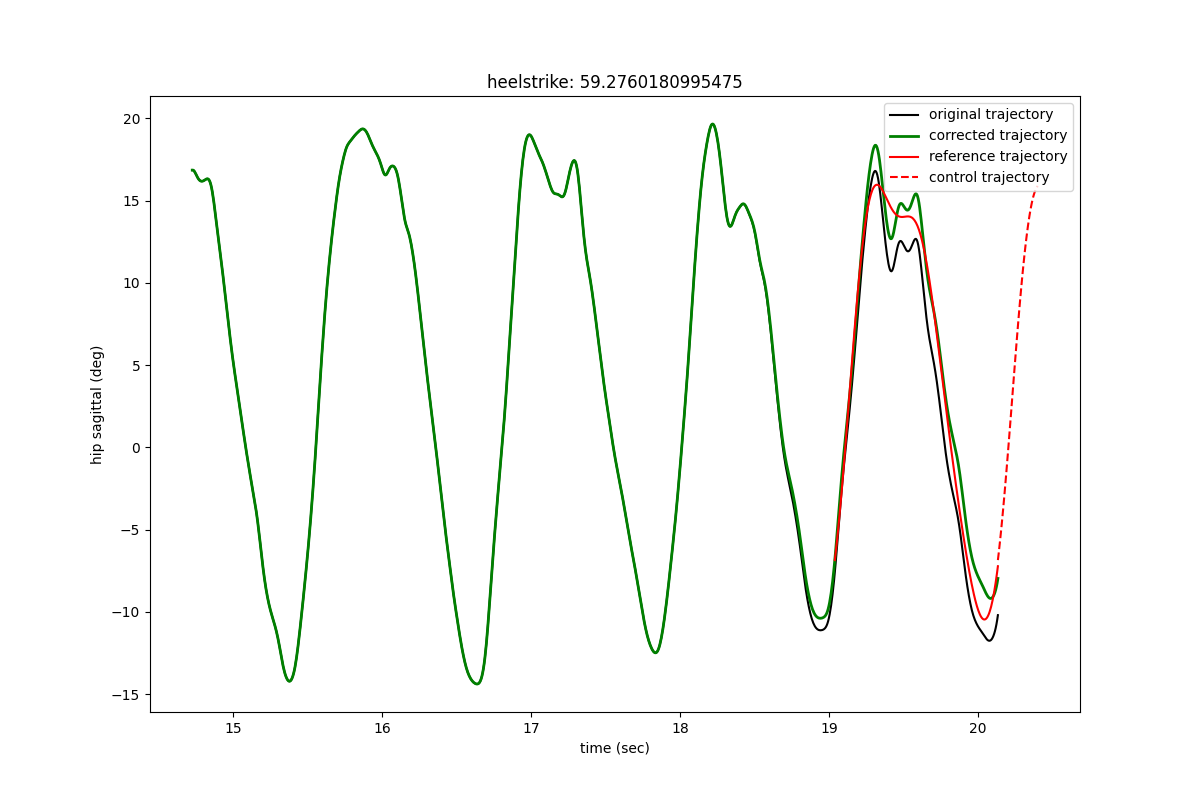 heelstrike: 59.2760180995475
original trajectory
corrected trajectory
reference trajectory
control trajectory
20
15
10
5
0
−5
−10
−15
hip sagittal (deg)
15
16
17
18
19
20
time (sec)